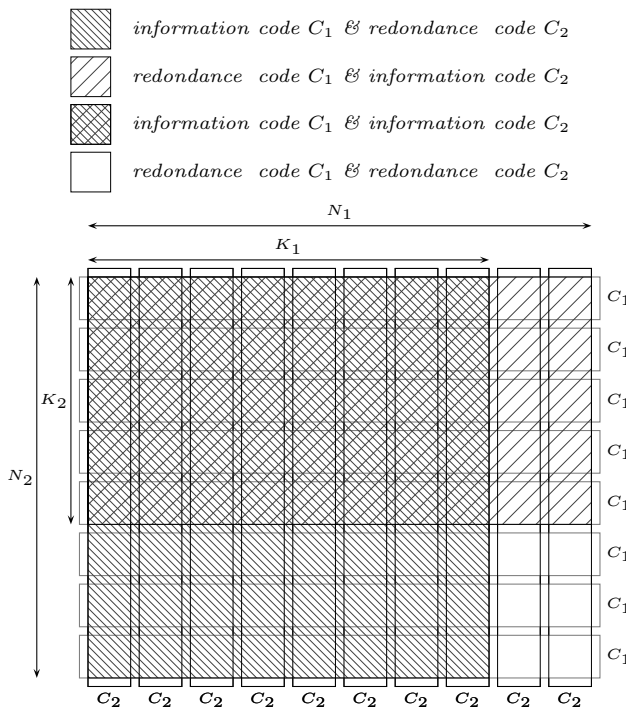 information code C1 & redondance code C2
redondance code C1 & information code C2
information code C1 & information code C2
redondance code C1 & redondance code C2
N1
K1
C1
C1
K2
C1
C1
N2
C1
C1
C1
C1
C2 C2 C2 C2 C2 C2 C2 C2 C2 C2